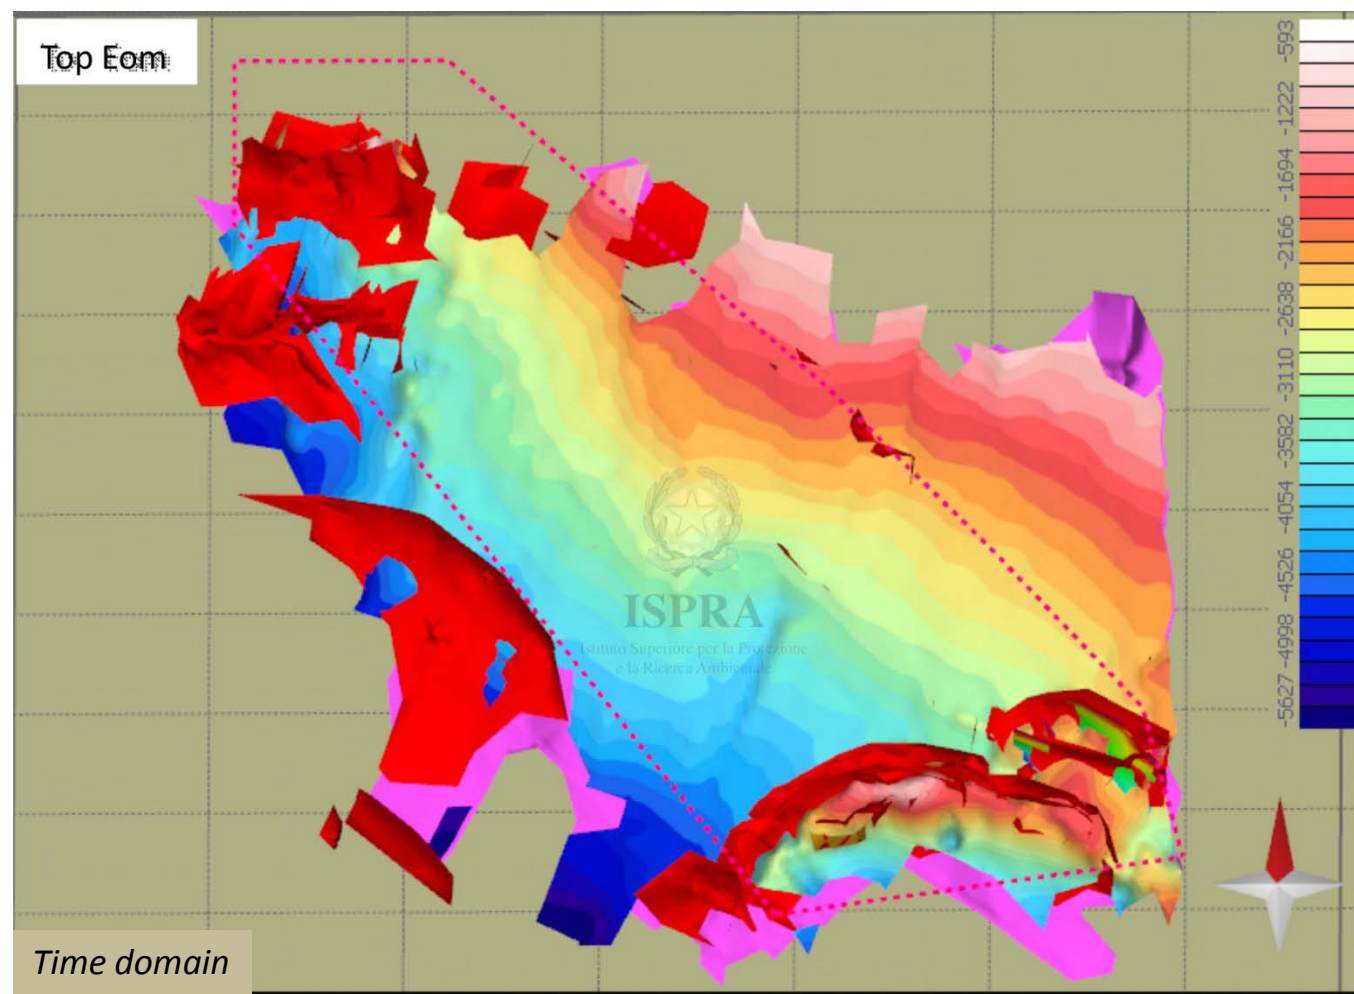 Top Eom
-593
-1222
-1694
-2166
-2638
-3110
-3582
-4054
-4526
-4998
-5627
ISPRA
Istituto Superiore per la Protezione
e la Ricerca Ambientale
Time domain